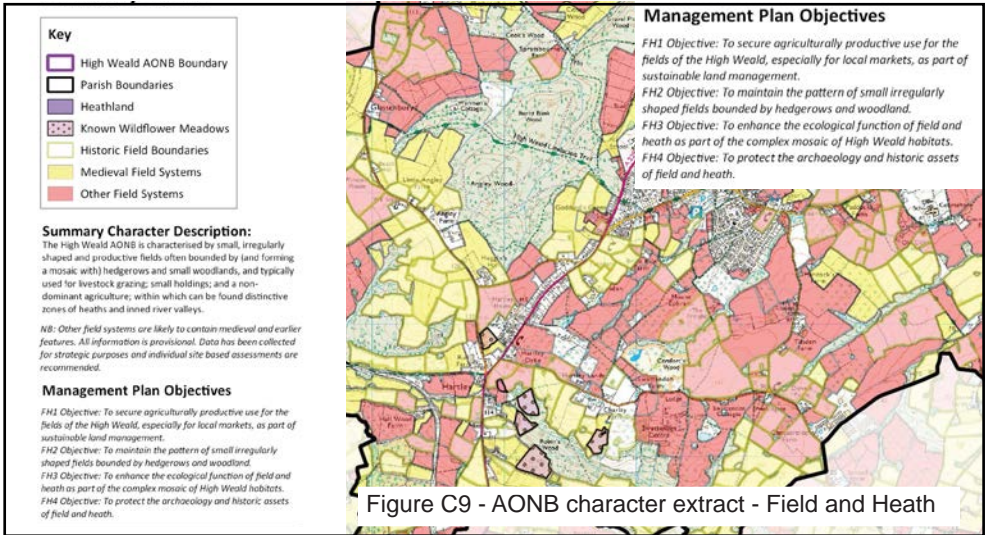 Key
High Weald AONB Boundary
Parish Boundaries
Heathland
Known Wildflower Meadows
Historic Field Boundaries
Medieval Field Systems
Other Field Systems
Summary Character Description:
The High Weald AONB is characterised by small, irregularly
shaped and productive fields often bounded by (and forming
a mosaic with) hedgerows and small woodlands, and typically
used for livestock grazing; small holdings; and a non-
dominant agriculture; within which can be found distinctive
zones of heaths and inned river valleys.
NB: Other field systems are likely to contain medieval and earlier
features. All information is provisional. Data has been collected
for strategic purposes and individual site based assessments are
recommended.
Management Plan Objectives
FH1 Objective: To secure agriculturally productive use for the
fields of the High Weald, especially for local markets, as part of
sustainable land management.
FH2 Objective: To maintain the pattern of small irregularly
shaped fields bounded by hedgerows and woodland.
FH3 Objective: To enhance the ecological function of field and
heath as part of the complex mosaic of High Weald habitats.
FH4 Objective: To protect the archaeology and historic assets
of field and heath.
Management Plan Objectives
FH1 Objective: To secure agriculturally productive use for the
fields of the High Weald, especially for local markets, as part of
sustainable land management.
FH2 Objective: To maintain the pattern of small irregularly
shaped fields bounded by hedgerows and woodland.
FH3 Objective: To enhance the ecological function of field and
heath as part of the complex mosaic of High Weald habitats.
FH4 Objective: To protect the archaeology and historic assets
of field and heath.
Cook's Wood
High Weald Landscape Trail
Angley Wood
Angley Farm
Hartley
Charley
Figure C9 - AONB character extract - Field and Heath